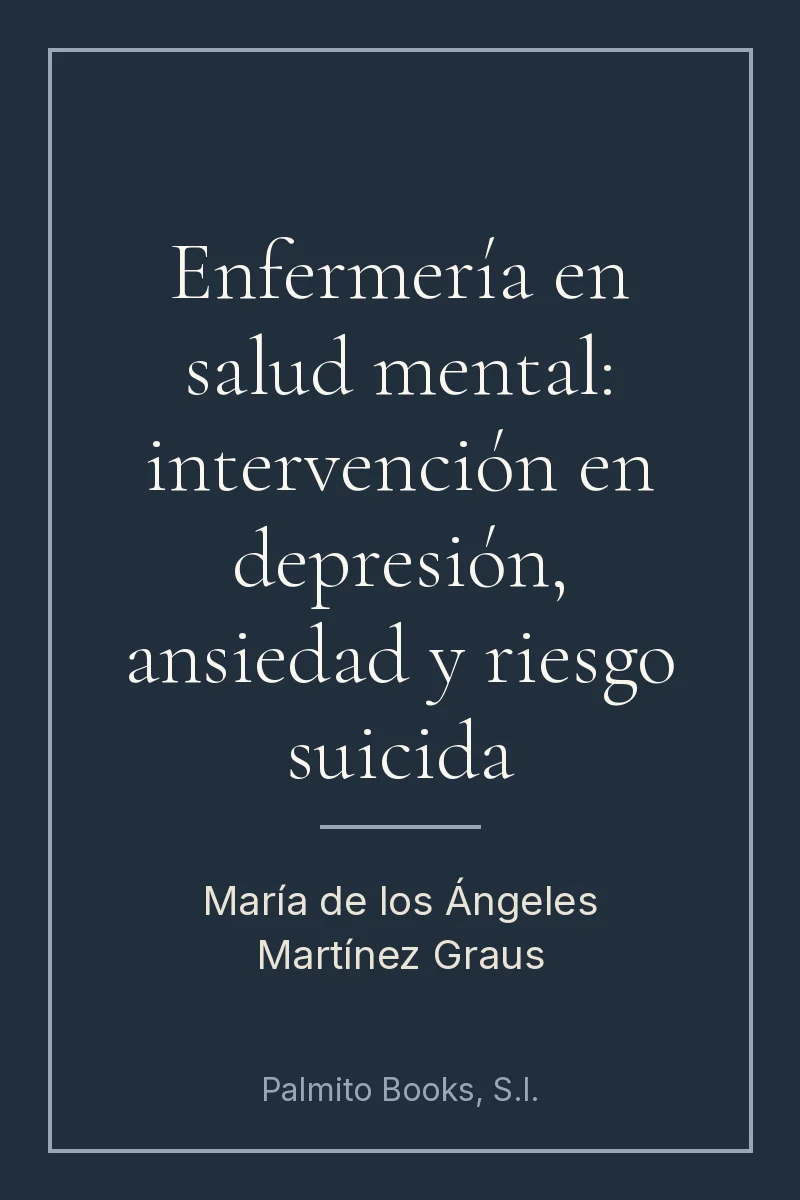 Enfermería en
salud mental:
intervención en
depresión,
ansiedad y riesgo
suicida
María de los Ángeles
Martínez Graus
Palmito Books, S.l.